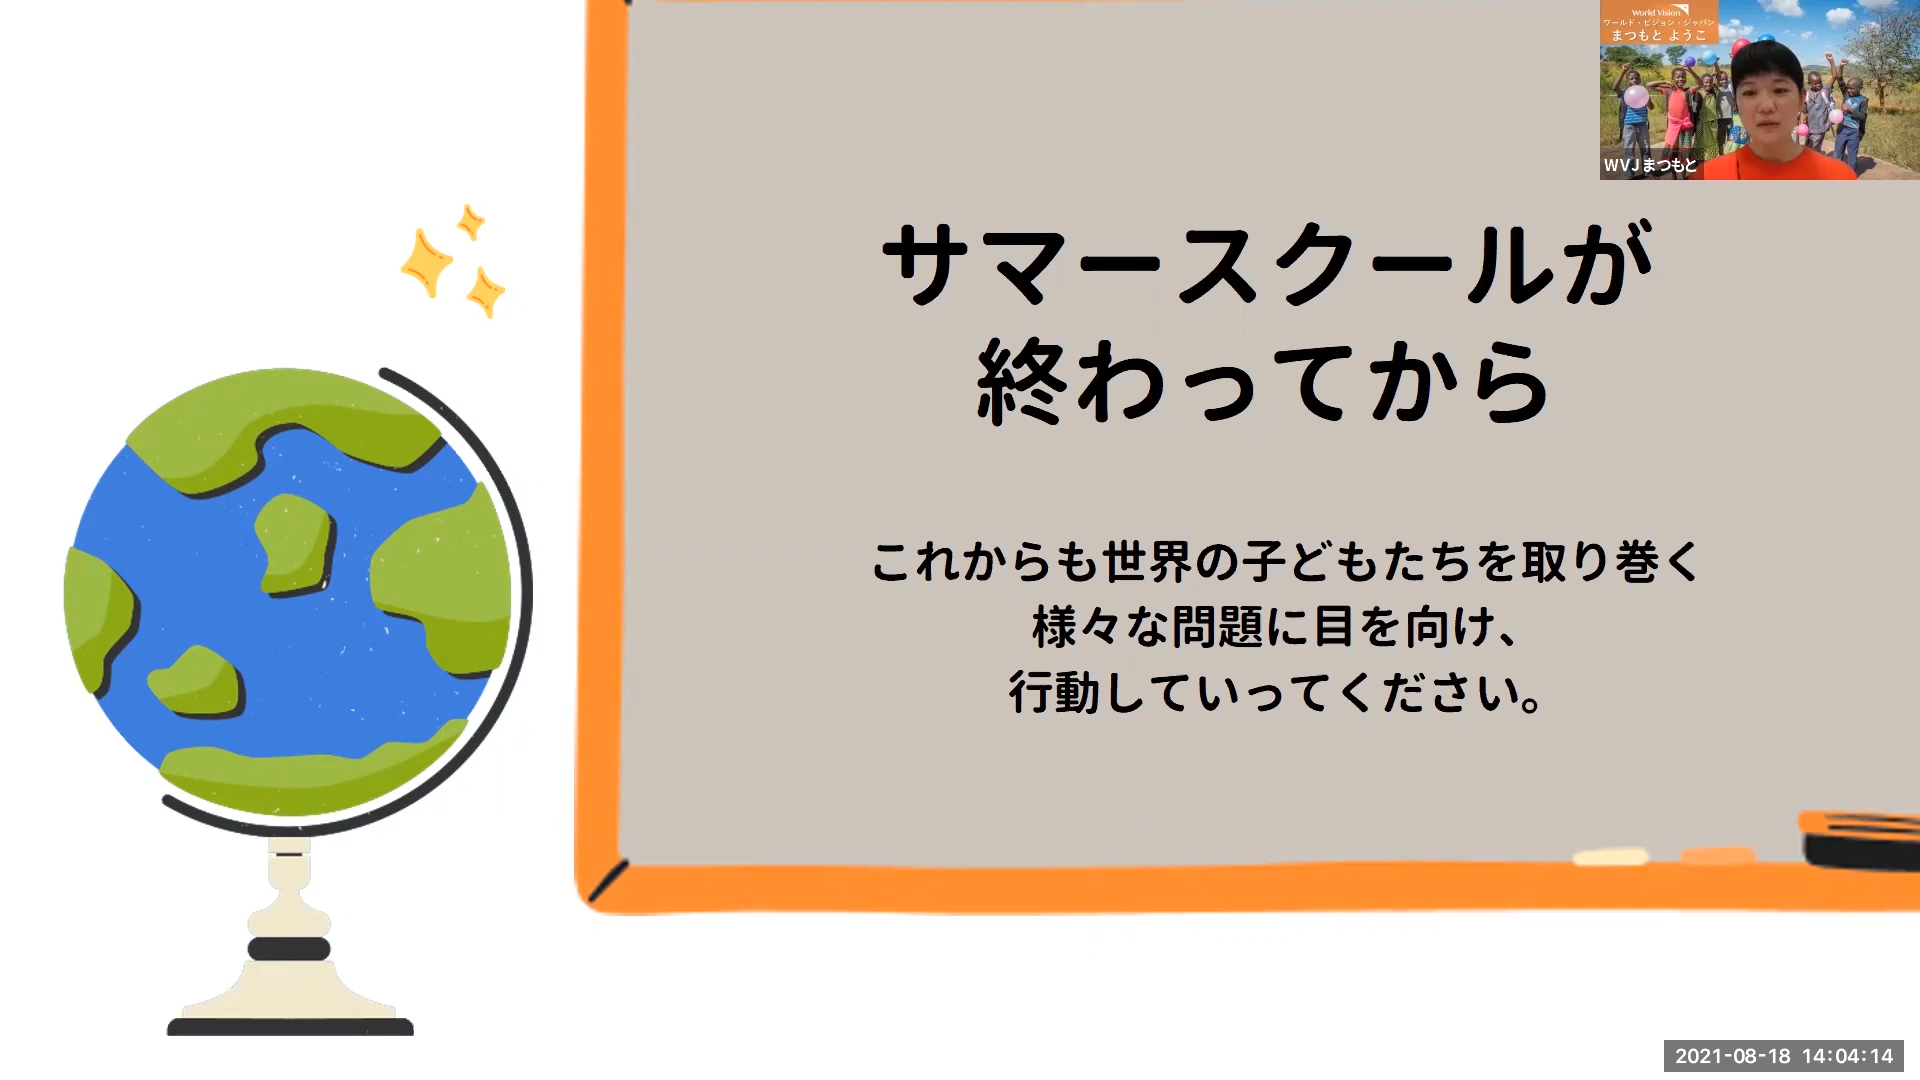 World Vision
ワールド・ビジョン・ジャパン
まつもと ようこ
WVJまつもと
サマースクールが
終わってから
これからも世界の子どもたちを取り巻く
様々な問題に目を向け、
行動していってください。
2021-08-18 14:04:14